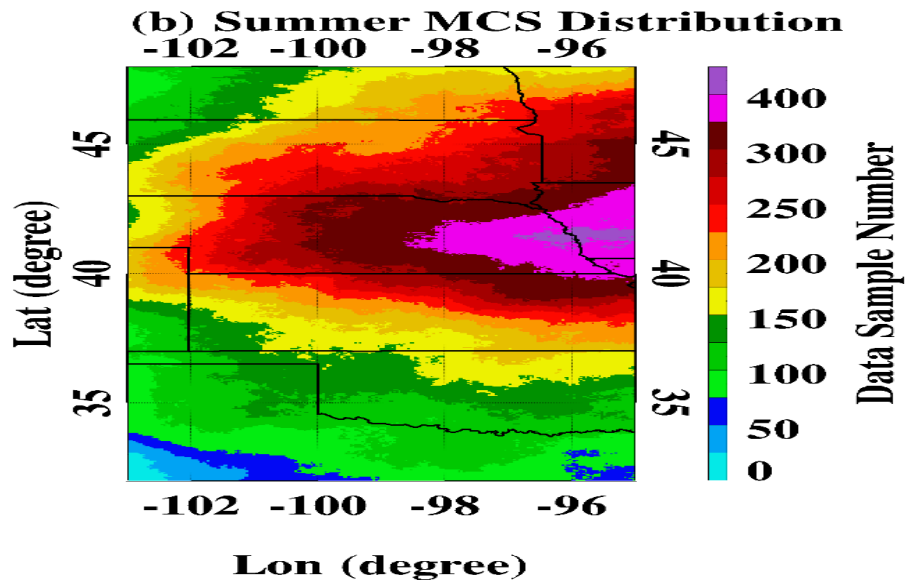 (b) Summer MCS Distribution
-102 -100 -98 -96
45 40 35
Lat (degree)
45 40 35
400
300
250
200
150
100
50
0
Data Sample Number
-102 -100 -98 -96
Lon (degree)